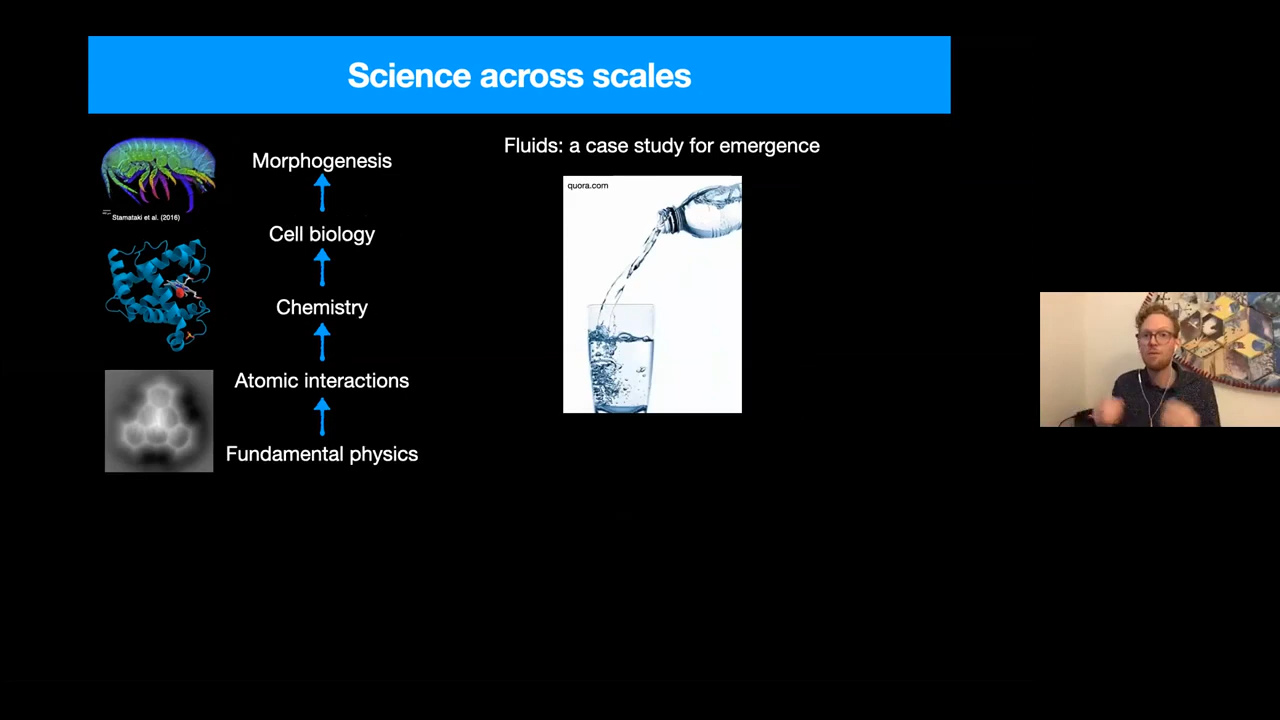 Science across scales
Morphogenesis
Stamataki et al. (2016)
Cell biology
Chemistry
Atomic interactions
Fundamental physics
Fluids: a case study for emergence
quora.com